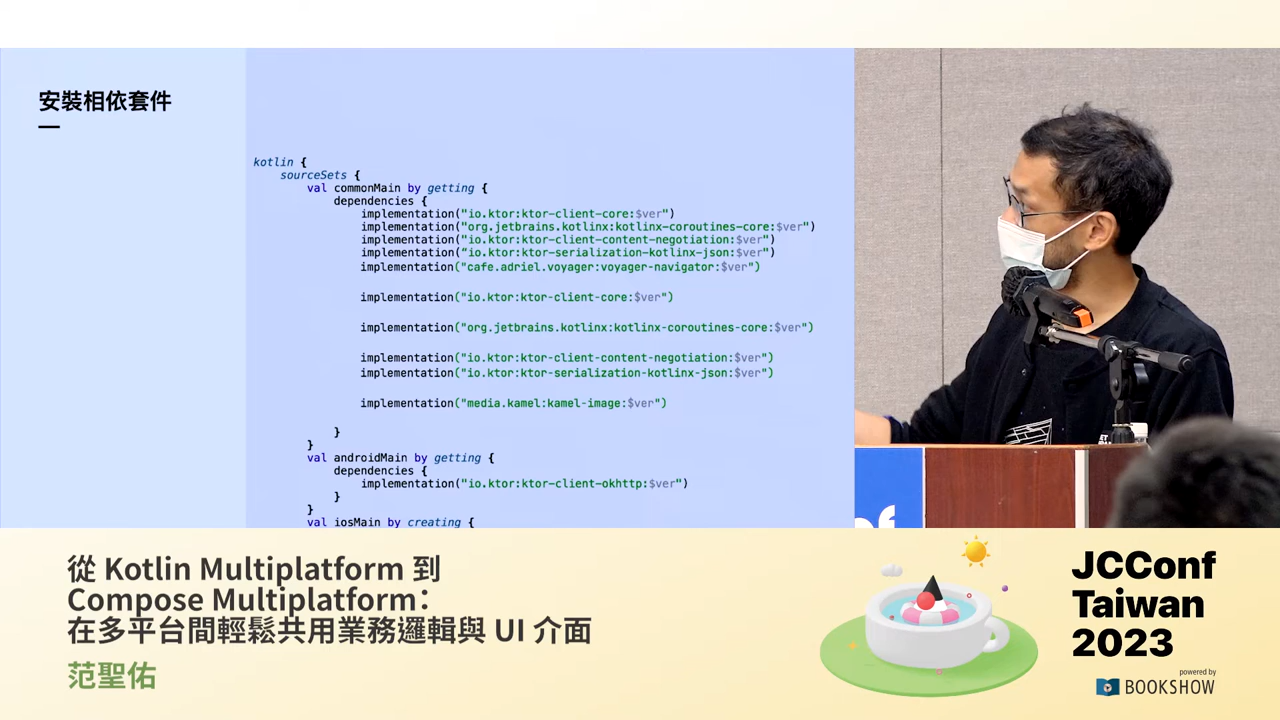 安裝相依套件
kotlin {
sourceSets {
val commonMain by getting {
dependencies {
implementation("io.ktor:ktor-client-core:$ver")
implementation("org.jetbrains.kotlinx:kotlinx-coroutines-core:$ver")
implementation("io.ktor:ktor-client-content-negotiation:$ver")
implementation("io.ktor:ktor-serialization-kotlinx-json:$ver")
implementation("cafe.adriel.voyager:voyager-navigator:$ver")
implementation("io.ktor:ktor-client-core:$ver")
implementation("org.jetbrains.kotlinx:kotlinx-coroutines-core:$ver")
implementation("io.ktor:ktor-client-content-negotiation:$ver")
implementation("io.ktor:ktor-serialization-kotlinx-json:$ver")
implementation("media.kamel:kamel-image:$ver")
}
}
val androidMain by getting {
dependencies {
implementation("io.ktor:ktor-client-okhttp:$ver")
}
}
val iosMain by creating {
從 Kotlin Multiplatform 到
Compose Multiplatform：
在多平台間輕鬆共用業務邏輯與 UI 介面
范聖佑
JCConf
Taiwan
2023
powered by
BOOKSHOW